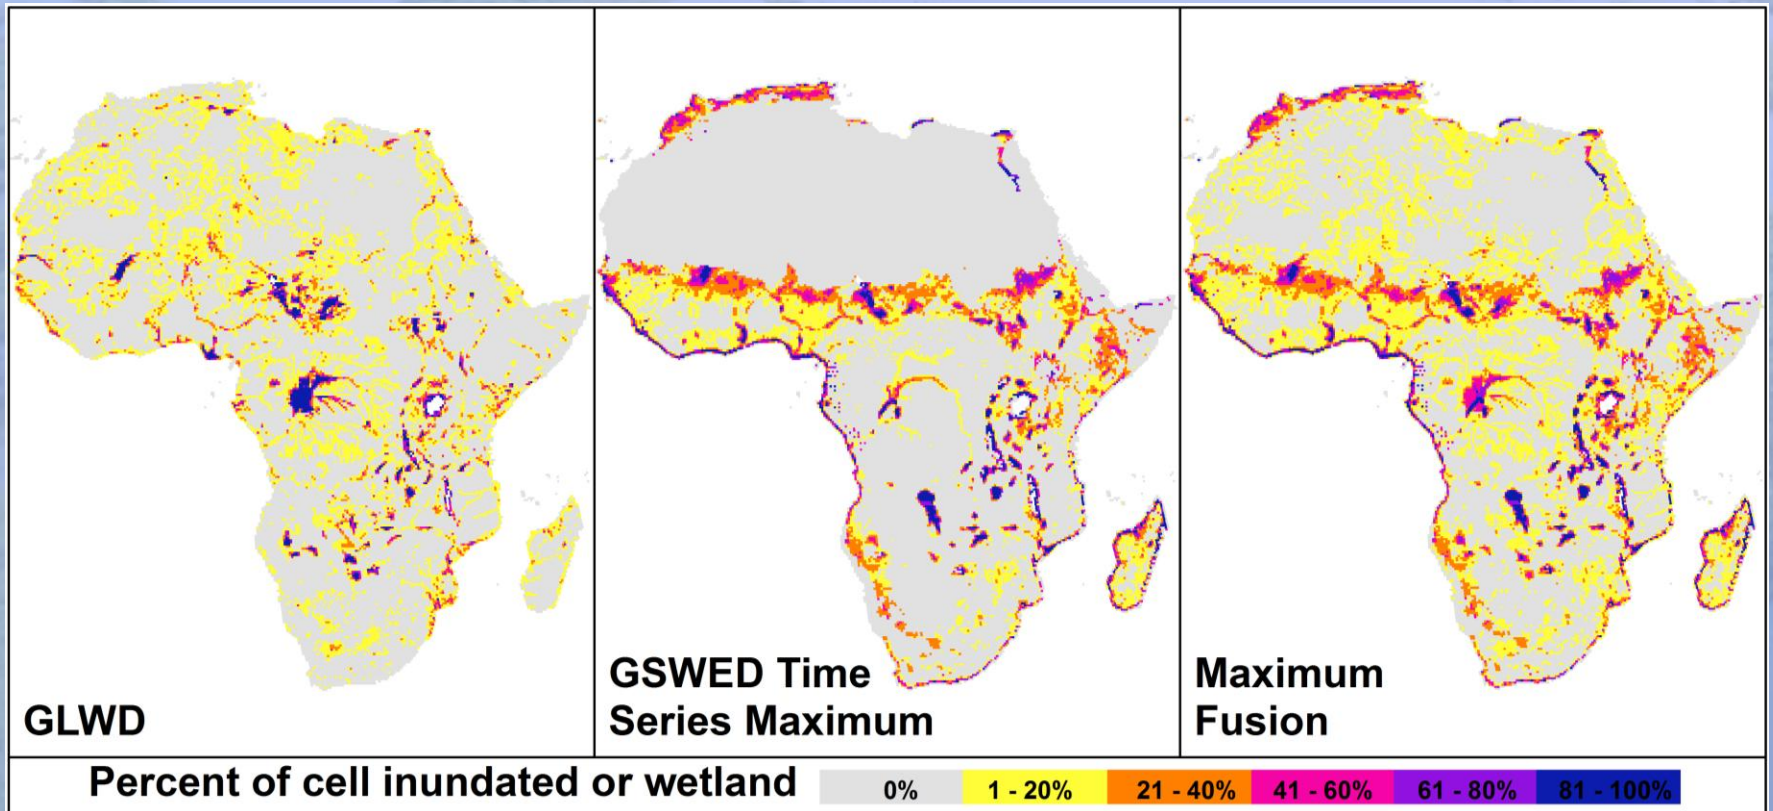 GLWD
GSWED Time
Series Maximum
Maximum
Fusion
Percent of cell inundated or wetland
0%
1 - 20%
21 - 40%
41 - 60%
61 - 80%
81 - 100%